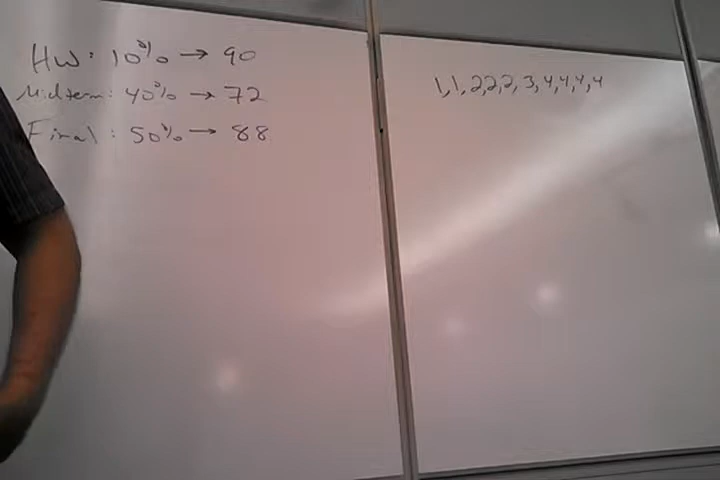 HW: 10% → 90
Midterm: 40% → 72
Final: 50% → 88
1,1,2,2,2,3,4,4,4,4